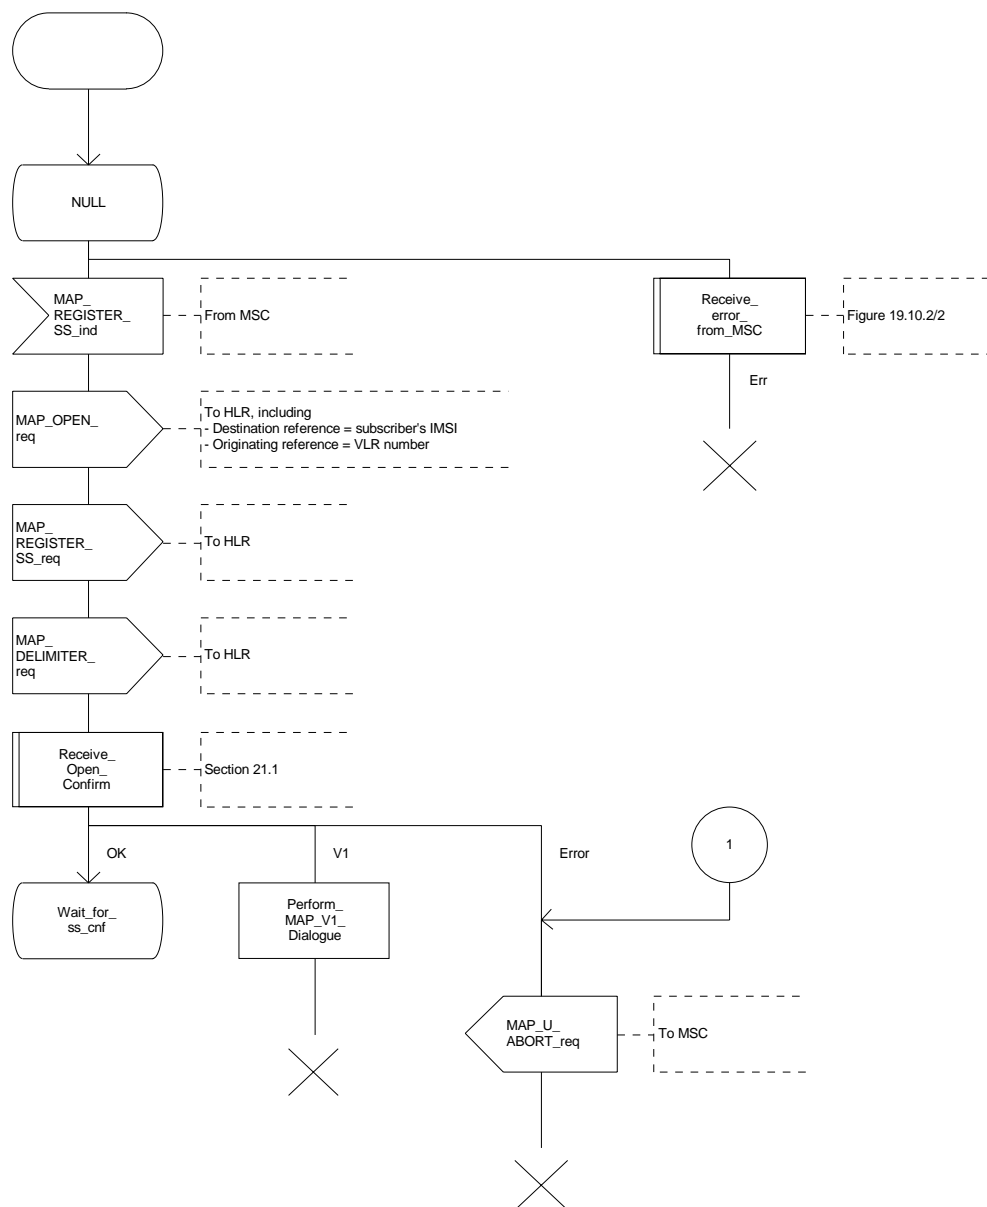 NULL
MAP_
REGISTER_
SS_ind
From MSC
Receive_
error_
from_MSC
Figure 19.10.2/2
Err
MAP_OPEN_
req
To HLR, including
- Destination reference = subscriber's IMSI
- Originating reference = VLR number
MAP_
REGISTER_
SS_req
To HLR
MAP_
DELIMITER_
req
To HLR
Receive_
Open_
Confirm
Section 21.1
OK
V1
Error
1
Wait_for_
ss_cnf
Perform_
MAP_V1_
Dialogue
MAP_U_
ABORT_req
To MSC